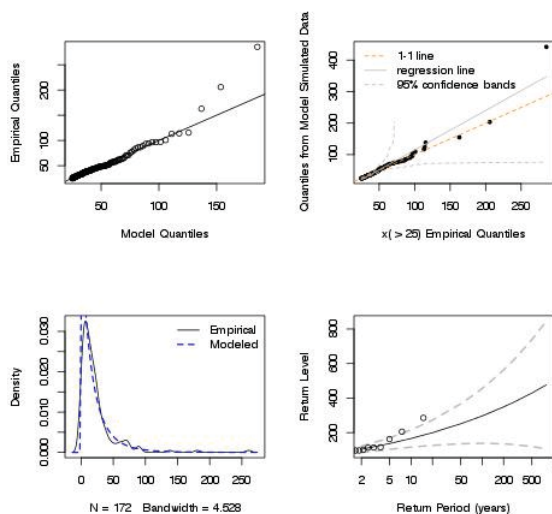 Empirical Quantiles
50 100 200
50 100 150
Model Quantiles
Quantiles from Model Simulated Data
100 200 300 400
1-1 line
regression line
95% confidence bands
50 100 150 200 250
x( > 25) Empirical Quantiles
Density
0.000 0.010 0.020 0.030
Empirical
Modeled
0 50 100 150 200 250
N = 172 Bandwidth = 4.528
Return Level
200 400 600 800
2 5 10 50 200 500
Return Period (years)